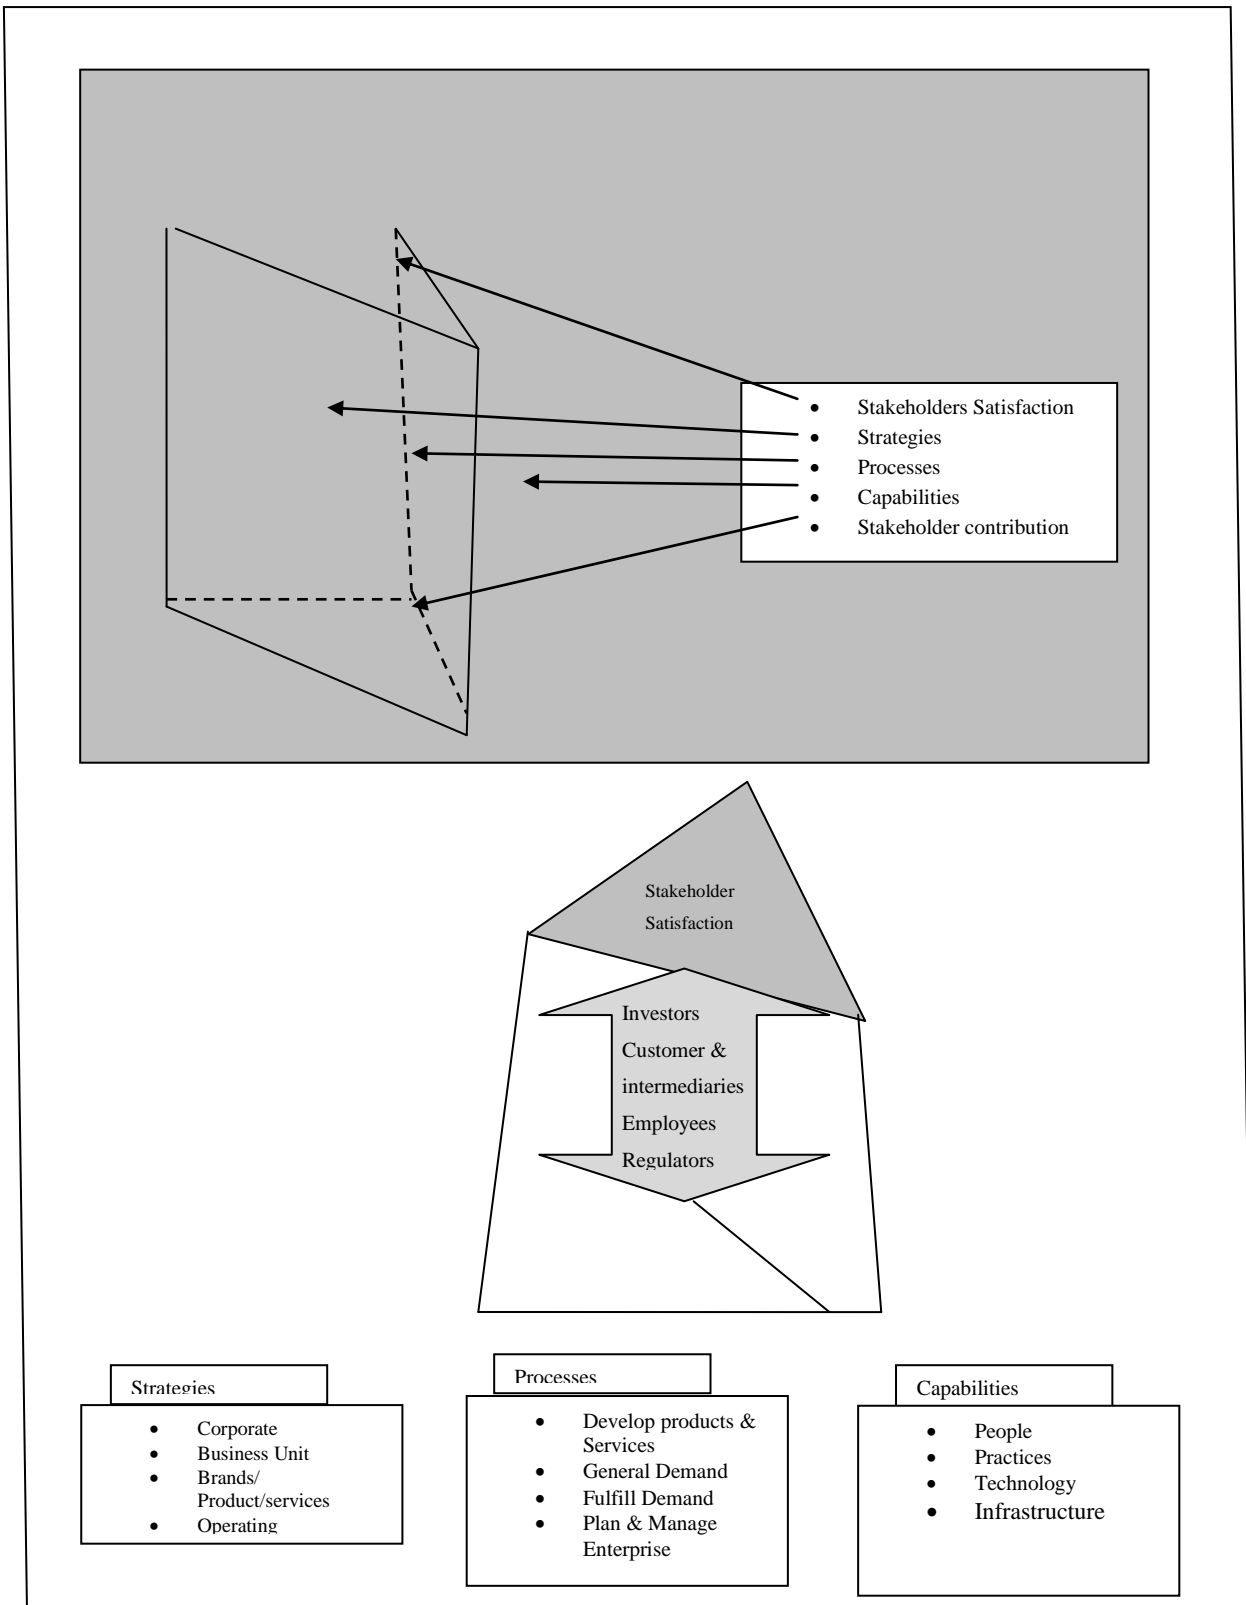 • Stakeholders Satisfaction
• Strategies
• Processes
• Capabilities
• Stakeholder contribution
Stakeholder
Satisfaction
Investors
Customer &
intermediaries
Employees
Regulators
Strategies
• Corporate
• Business Unit
• Brands/
Product/services
• Operating
Processes
• Develop products &
Services
• General Demand
• Fulfill Demand
• Plan & Manage
Enterprise
Capabilities
• People
• Practices
• Technology
• Infrastructure